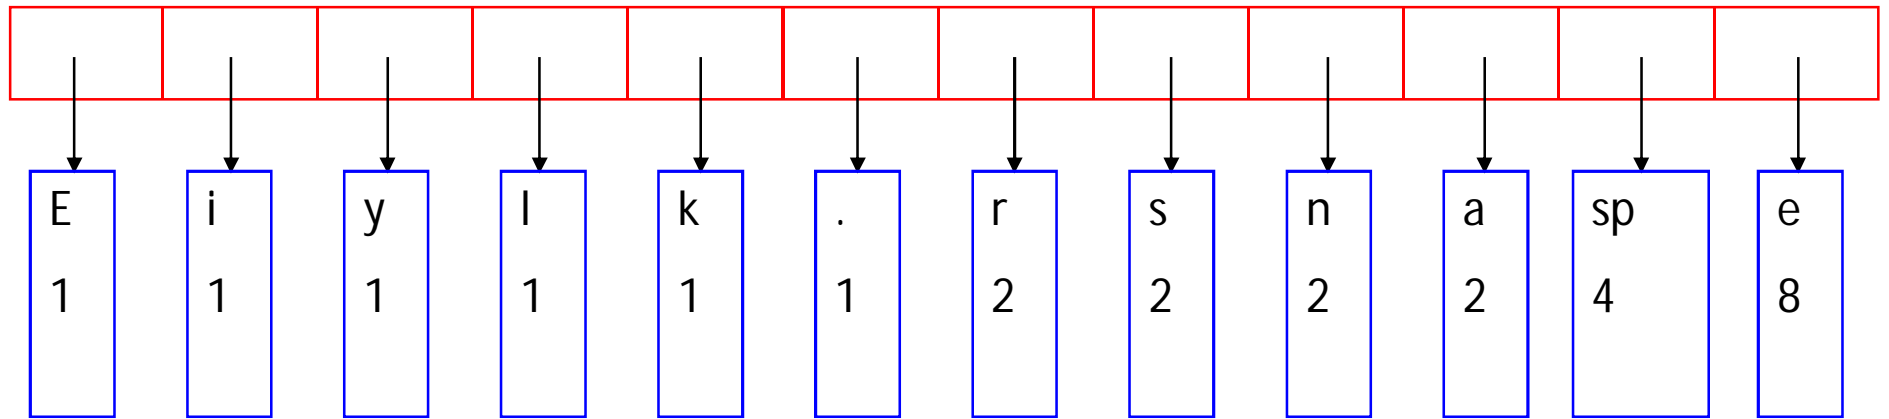 E i y l k . r s n a sp e
1 1 1 1 1 1 2 2 2 2 4 8